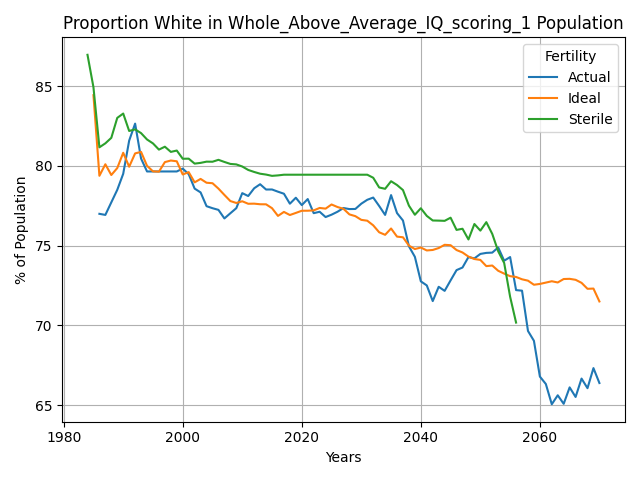 Proportion White in Whole_Above_Average_IQ_scoring_1 Population
% of Population
85
80
75
70
65
Fertility
Actual
Ideal
Sterile
1980
2000
2020
2040
2060
Years